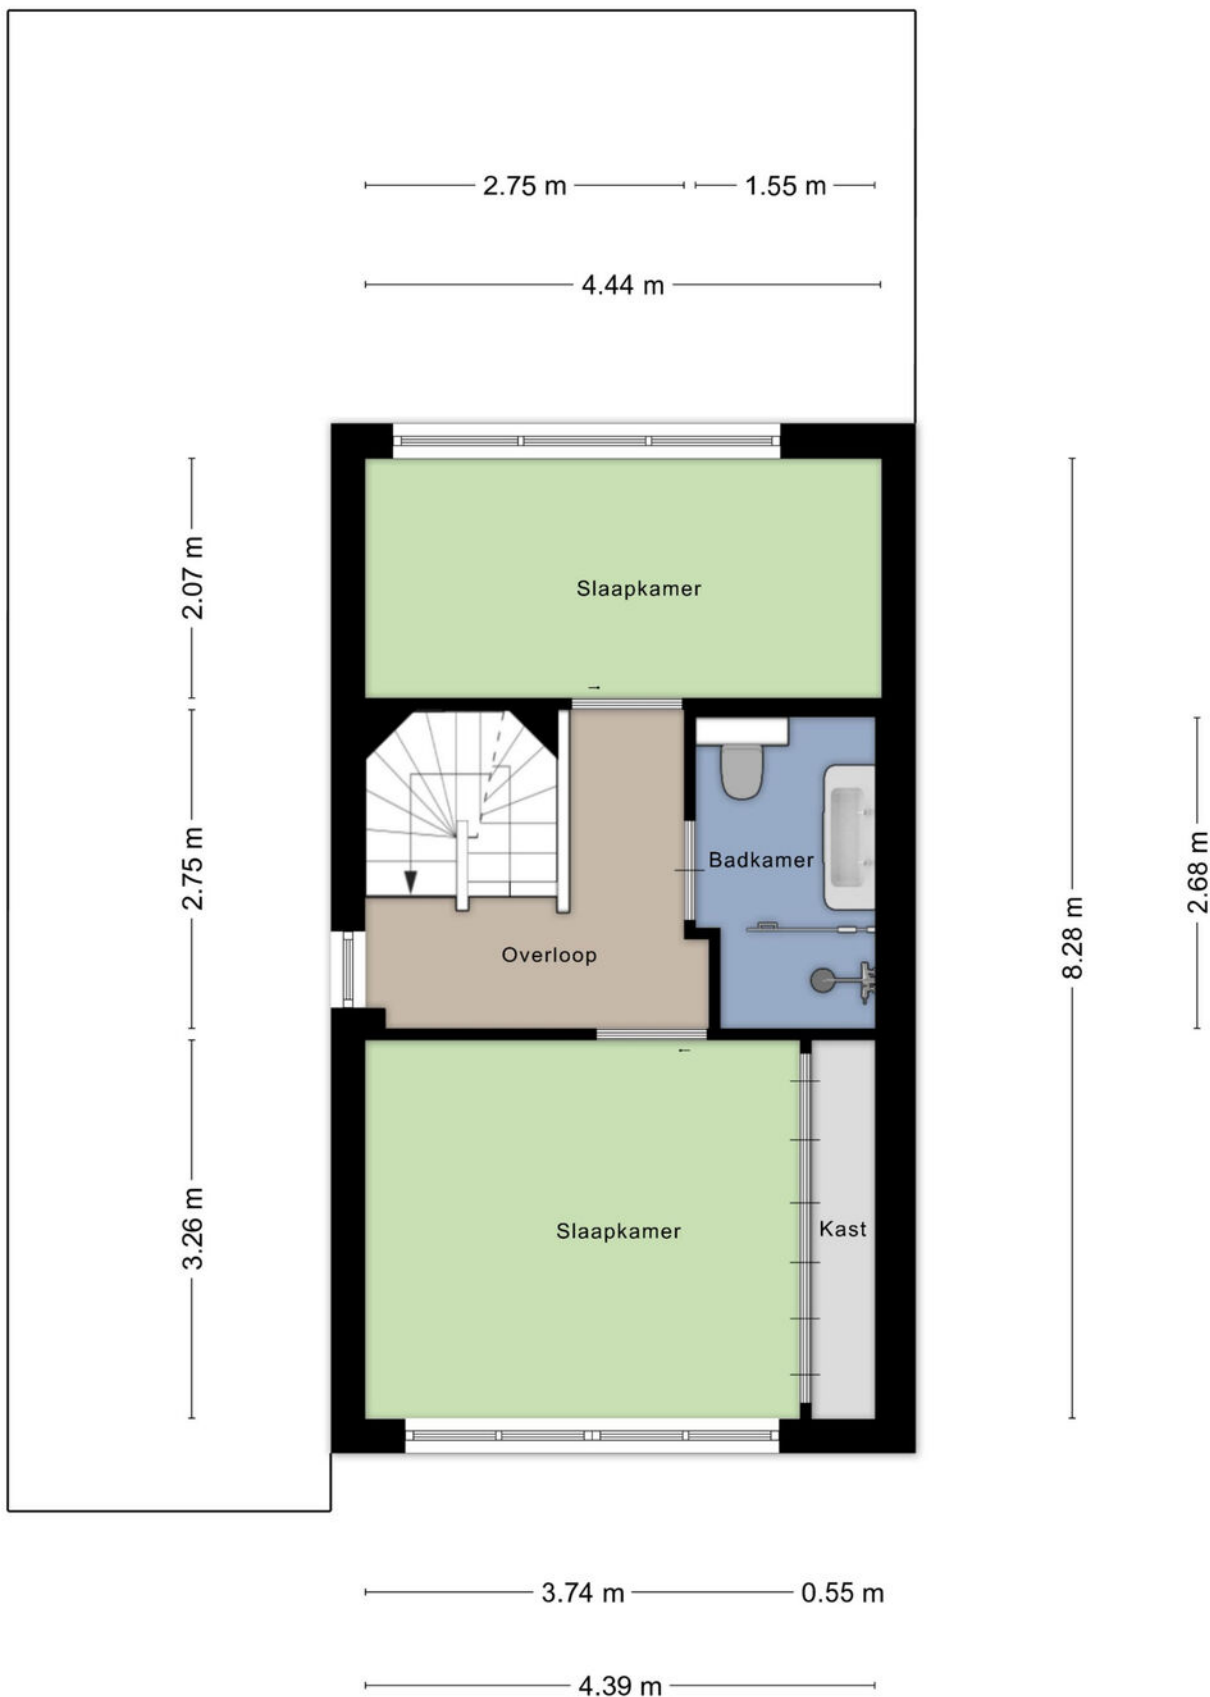 2.75 m 1.55 m
4.44 m
2.07 m
Slaapkamer
2.75 m
Badkamer
2.68 m
8.28 m
Overloop
3.26 m
Slaapkamer
Kast
3.74 m 0.55 m
4.39 m